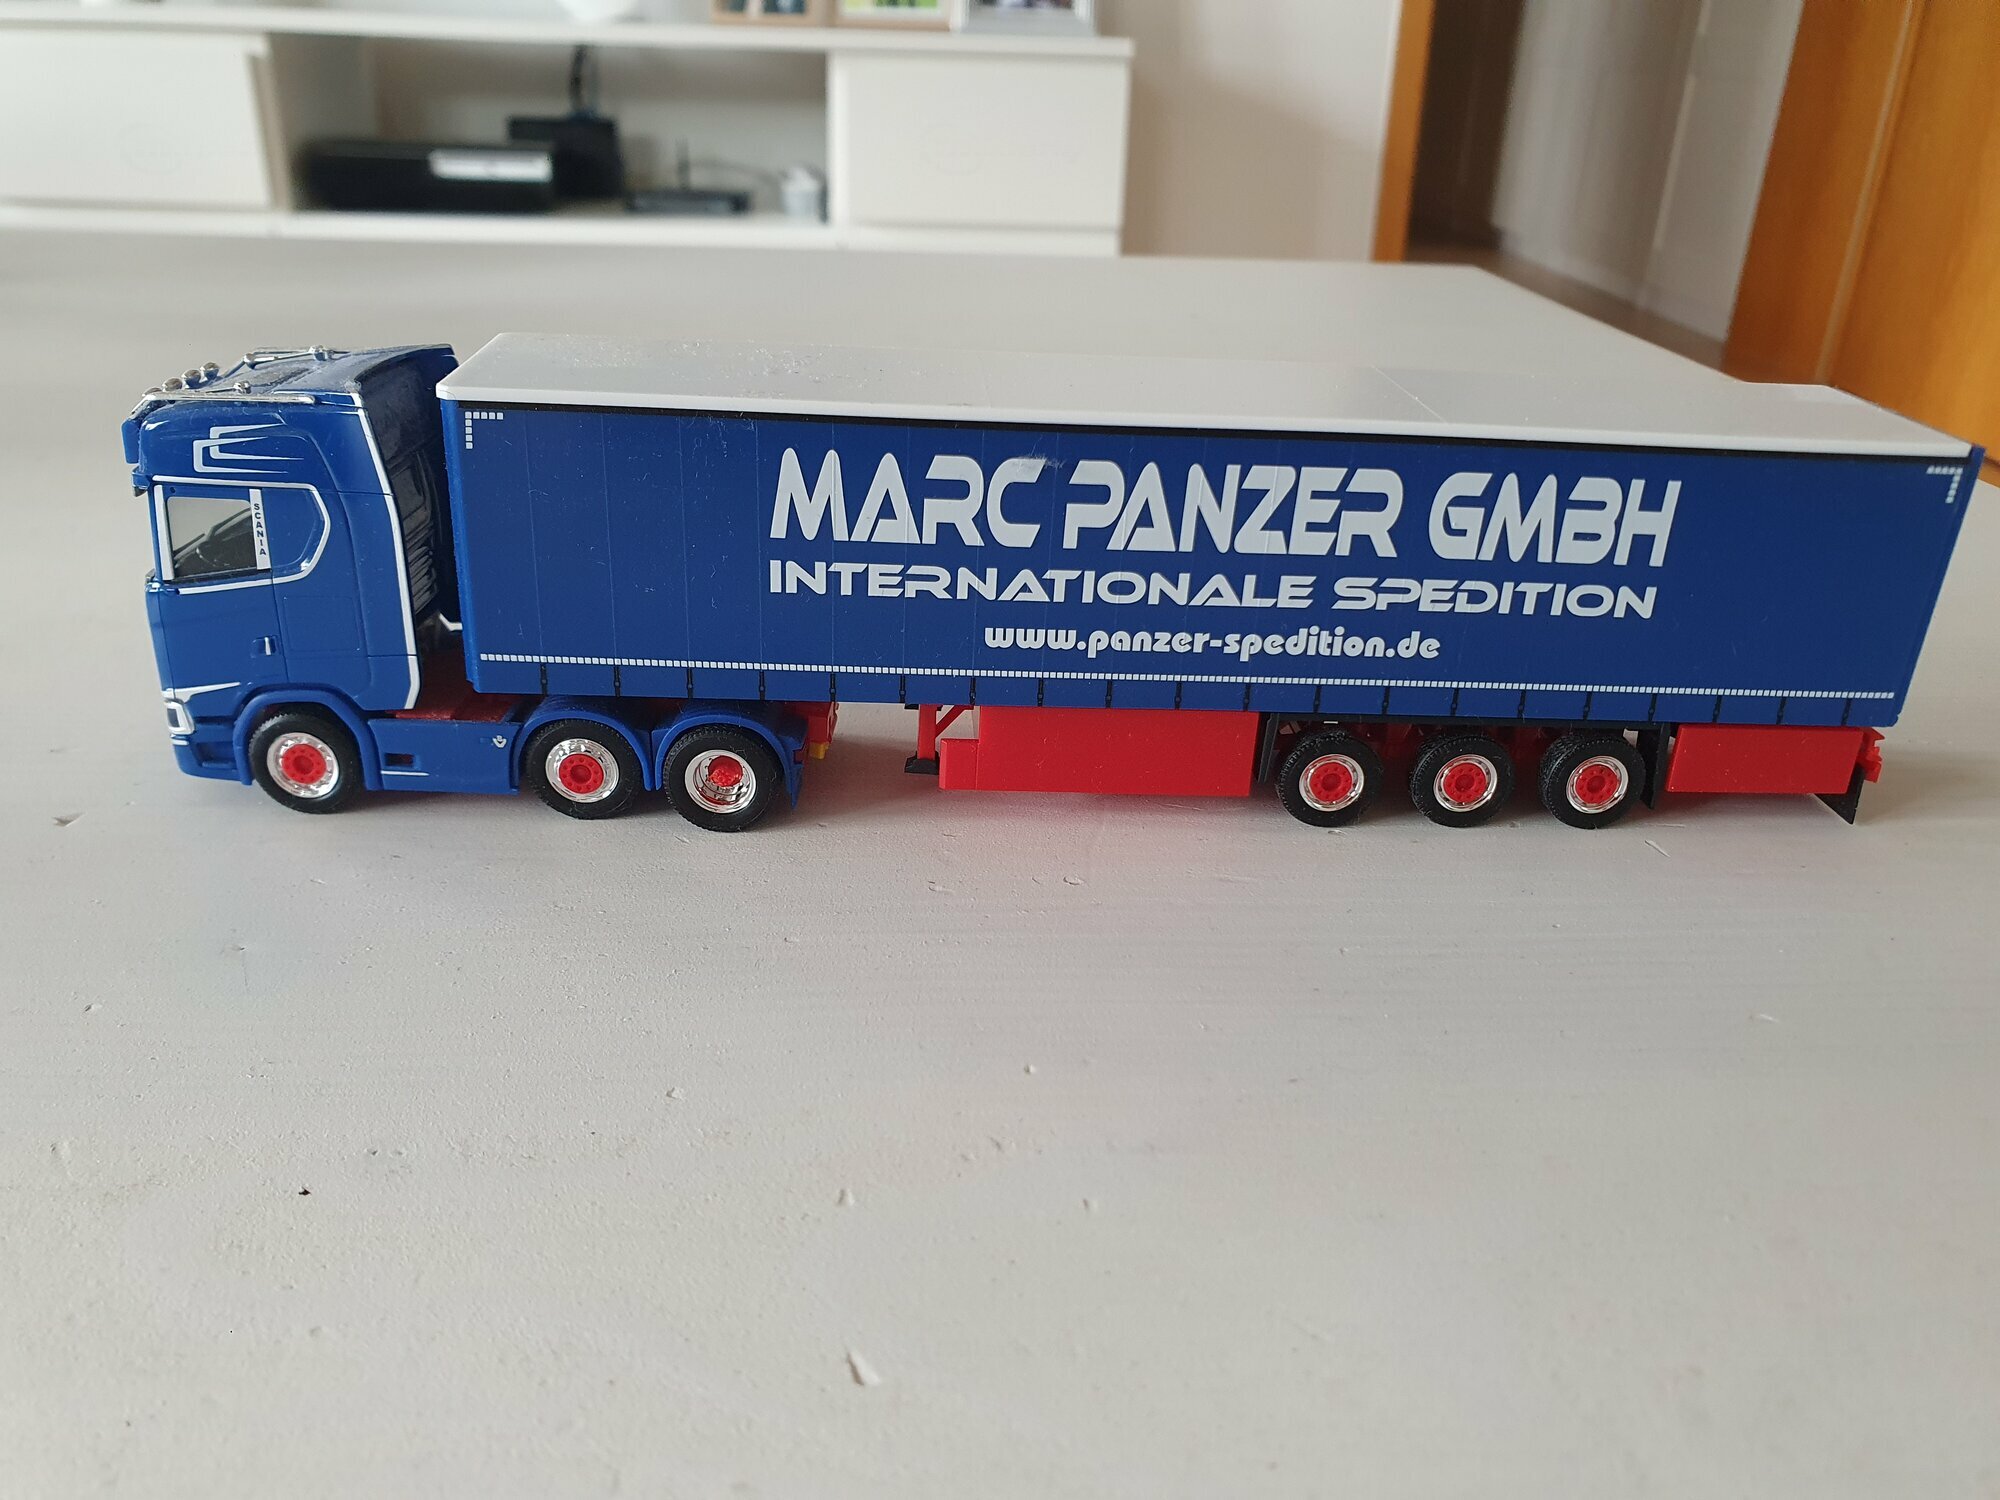 SCANIA
MARC PANZER GMBH
INTERNATIONALE SPEDITION
www.panzer-spedition.de